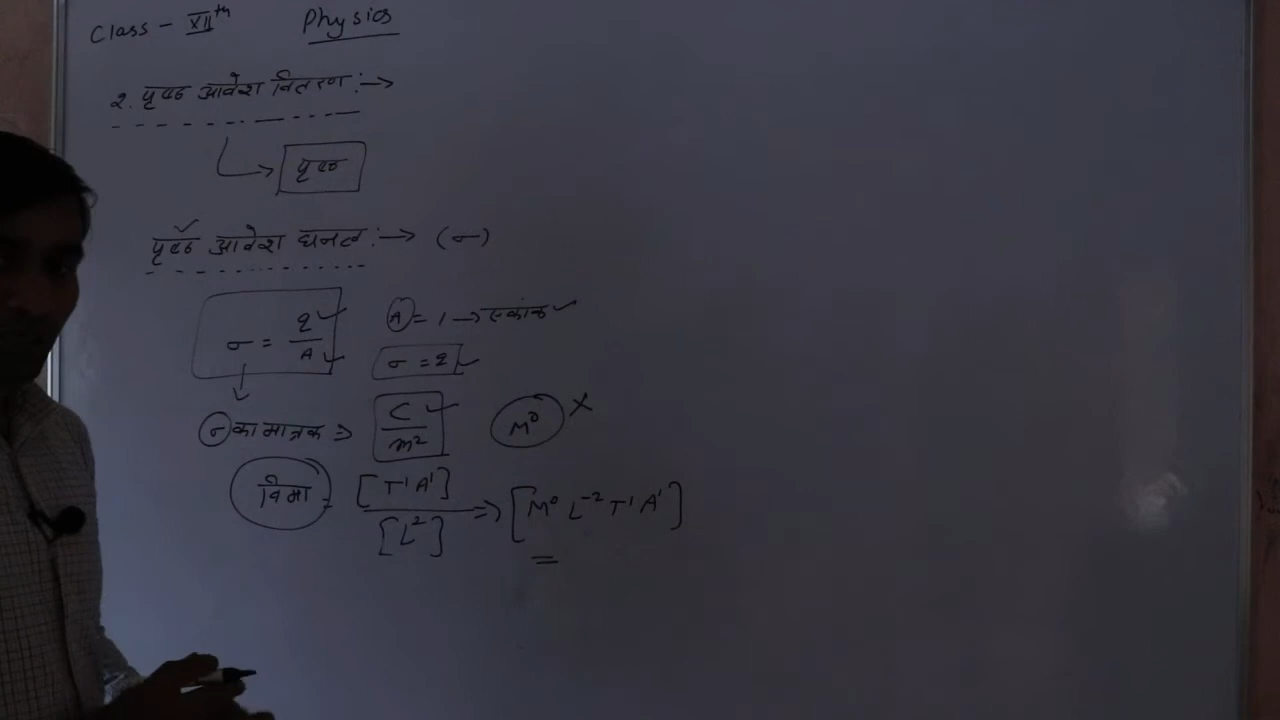 Class - XIIth Physics
2. पृष्ठ आवेश वितरण :→
पृष्ठ
पृष्ठ आवेश घनत्व :→ (σ)
σ = q/A A = 1 → एकांक
σ = q
σ का मात्रक ⇒ C/m² M⁰ ×
विमा = [T¹A¹]/[L²] ⇒ [M⁰ L⁻² T¹ A¹]